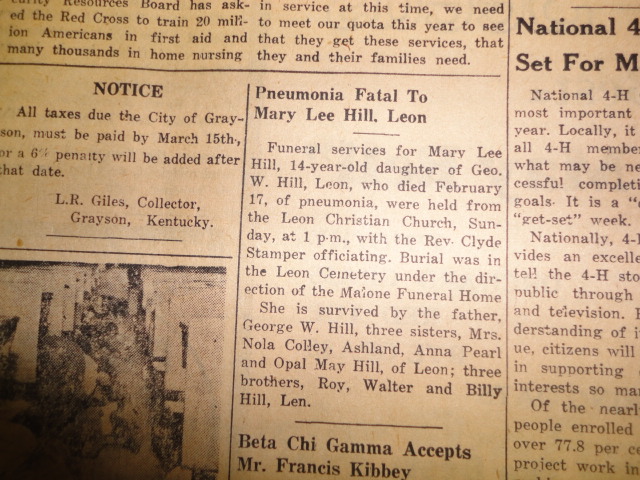 curity Resources Board has ask-
ed the Red Cross to train 20 mill-
ion Americans in first aid and
many thousands in home nursing
in service at this time, we need
to meet our quota this year to see
that they get these services, that
they and their families need.
NOTICE
All taxes due the City of Gray-
son, must be paid by March 15th,
or a 6% penalty will be added after
that date.
L.R. Giles, Collector,
Grayson, Kentucky.
Pneumonia Fatal To
Mary Lee Hill, Leon
Funeral services for Mary Lee
Hill, 14-year-old daughter of Geo.
W. Hill, Leon, who died February
17, of pneumonia, were held from
the Leon Christian Church, Sun-
day, at 1 p.m., with the Rev. Clyde
Stamper officiating. Burial was in
the Leon Cemetery under the dir-
ection of the Malone Funeral Home
She is survived by the father,
George W. Hill, three sisters, Mrs.
Nola Colley, Ashland, Anna Pearl
and Opal May Hill, of Leon; three
brothers, Roy, Walter and Billy
Hill, Len.
Beta Chi Gamma Accepts
Mr. Francis Kibbey
National 4
Set For M
National 4-H
most important
year. Locally, it
all 4-H membe
what may be ne
cessful completi
goals. It is a "
"get-set" week.
Nationally, 4-H
vides an excelle
tell the 4-H sto
public through
and television.
derstanding of i
ue, citizens will
in supporting
interests so ma
Of the nearl
people enrolled
over 77.8 per ce
project work in